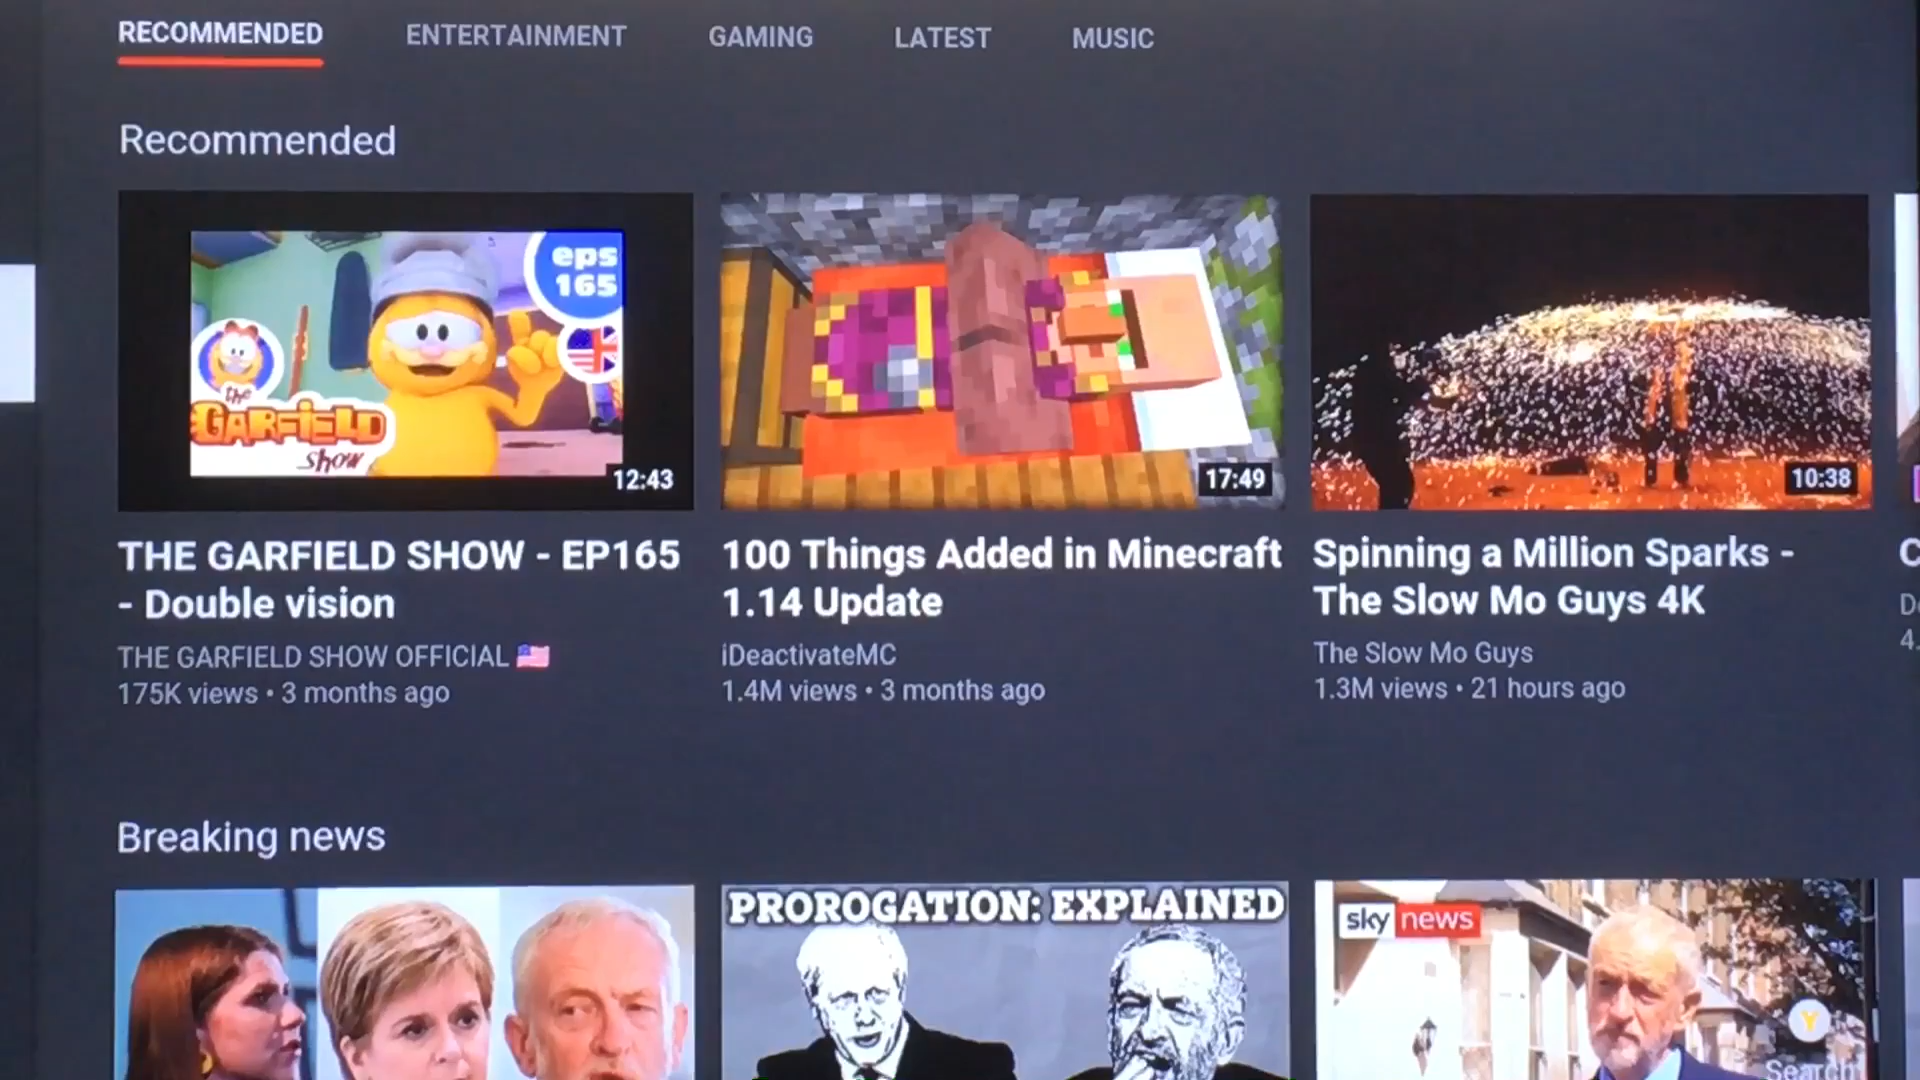 RECOMMENDED ENTERTAINMENT GAMING LATEST MUSIC
Recommended
eps
165
the
GARFIELD
show
12:43
17:49
10:38
THE GARFIELD SHOW - EP165
- Double vision
THE GARFIELD SHOW OFFICIAL 🇺🇸
175K views • 3 months ago
100 Things Added in Minecraft
1.14 Update
iDeactivateMC
1.4M views • 3 months ago
Spinning a Million Sparks -
The Slow Mo Guys 4K
The Slow Mo Guys
1.3M views • 21 hours ago
Breaking news
PROROGATION: EXPLAINED
sky news
Y
Search